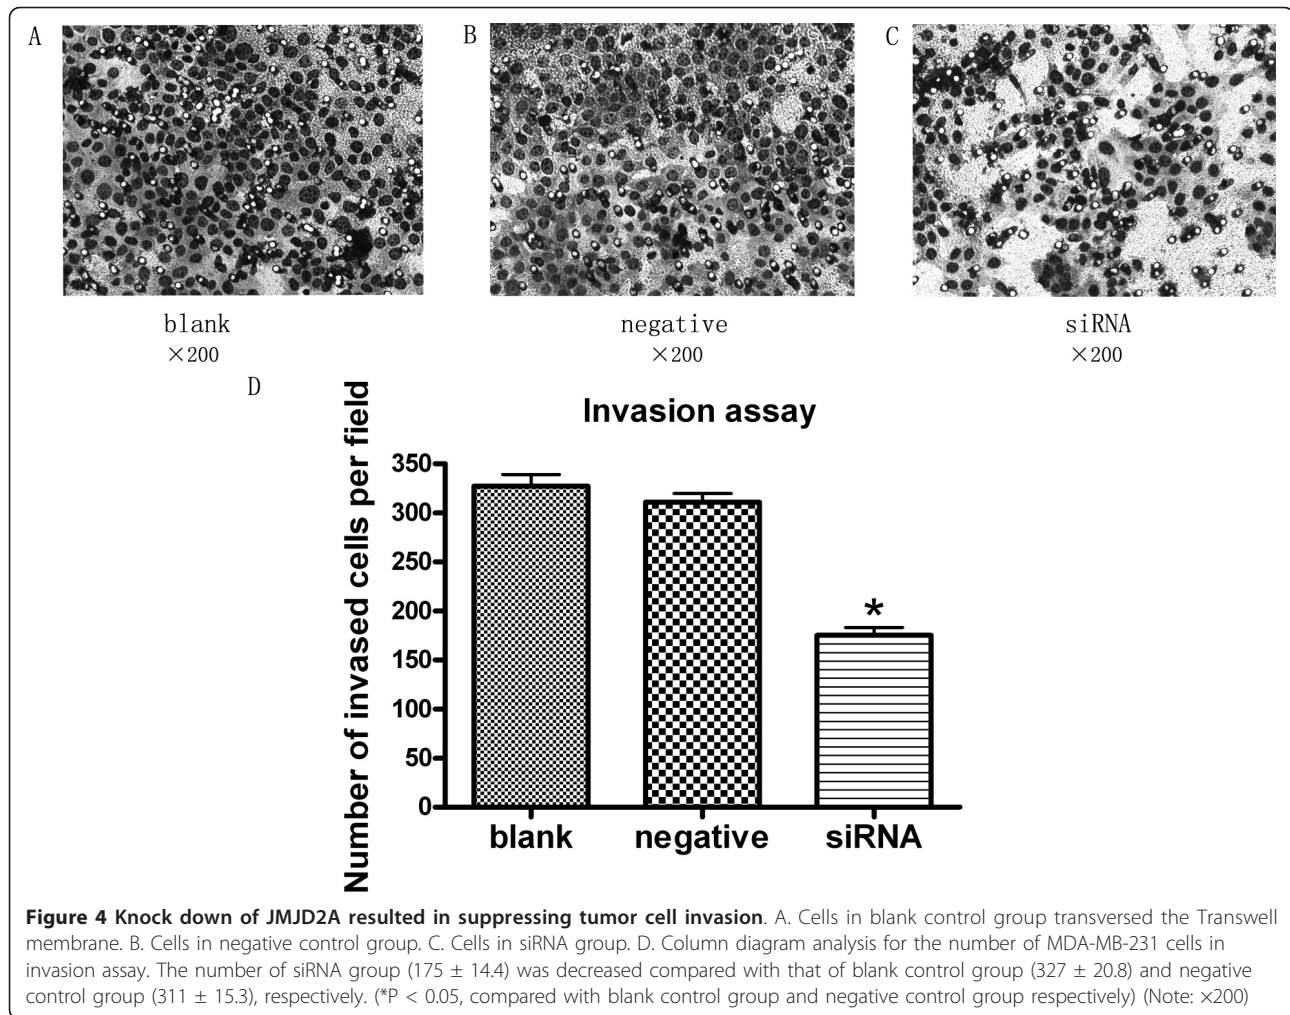 A
B
C
blank
×200
negative
×200
siRNA
×200
D
Invasion assay
Number of invased cells per field
350
300
250
200
150
100
50
0
*
blank
negative
siRNA
Figure 4 Knock down of JMJD2A resulted in suppressing tumor cell invasion. A. Cells in blank control group transversed the Transwell
membrane. B. Cells in negative control group. C. Cells in siRNA group. D. Column diagram analysis for the number of MDA-MB-231 cells in
invasion assay. The number of siRNA group (175 ± 14.4) was decreased compared with that of blank control group (327 ± 20.8) and negative
control group (311 ± 15.3), respectively. (*P < 0.05, compared with blank control group and negative control group respectively) (Note: ×200)